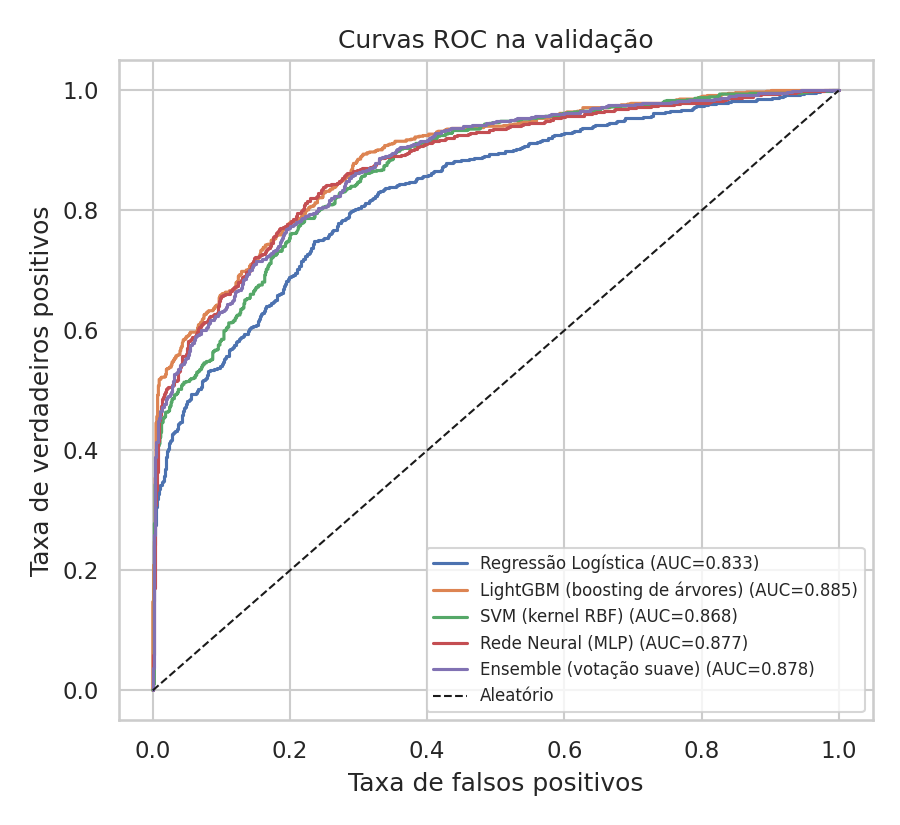 Curvas ROC na validação
Taxa de verdadeiros positivos
1.0
0.8
0.6
0.4
0.2
0.0
Regressão Logística (AUC=0.833)
LightGBM (boosting de árvores) (AUC=0.885)
SVM (kernel RBF) (AUC=0.868)
Rede Neural (MLP) (AUC=0.877)
Ensemble (votação suave) (AUC=0.878)
Aleatório
0.0 0.2 0.4 0.6 0.8 1.0
Taxa de falsos positivos